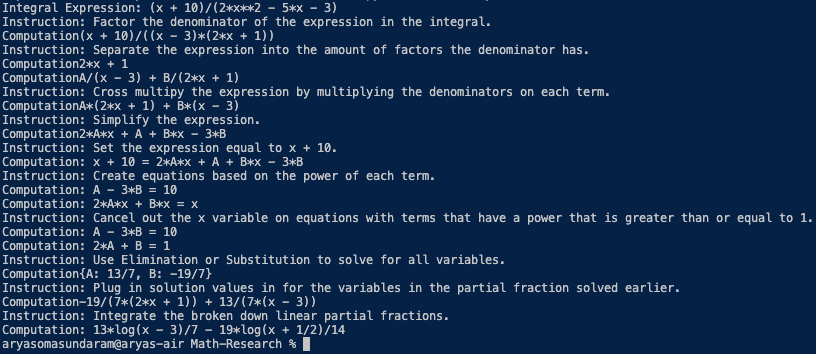 Integral Expression: (x + 10)/(2*x**2 - 5*x - 3)
Instruction: Factor the denominator of the expression in the integral.
Computation(x + 10)/((x - 3)*(2*x + 1))
Instruction: Separate the expression into the amount of factors the denominator has.
Computation2*x + 1
ComputationA/(x - 3) + B/(2*x + 1)
Instruction: Cross multipy the expression by multiplying the denominators on each term.
ComputationA*(2*x + 1) + B*(x - 3)
Instruction: Simplify the expression.
Computation2*A*x + A + B*x - 3*B
Instruction: Set the expression equal to x + 10.
Computation: x + 10 = 2*A*x + A + B*x - 3*B
Instruction: Create equations based on the power of each term.
Computation: A - 3*B = 10
Computation: 2*A*x + B*x = x
Instruction: Cancel out the x variable on equations with terms that have a power that is greater than or equal to 1.
Computation: A - 3*B = 10
Computation: 2*A + B = 1
Instruction: Use Elimination or Substitution to solve for all variables.
Computation{A: 13/7, B: -19/7}
Instruction: Plug in solution values in for the variables in the partial fraction solved earlier.
Computation-19/(7*(2*x + 1)) + 13/(7*(x - 3))
Instruction: Integrate the broken down linear partial fractions.
Computation: 13*log(x - 3)/7 - 19*log(x + 1/2)/14
aryasomasundaram@aryas-air Math-Research %